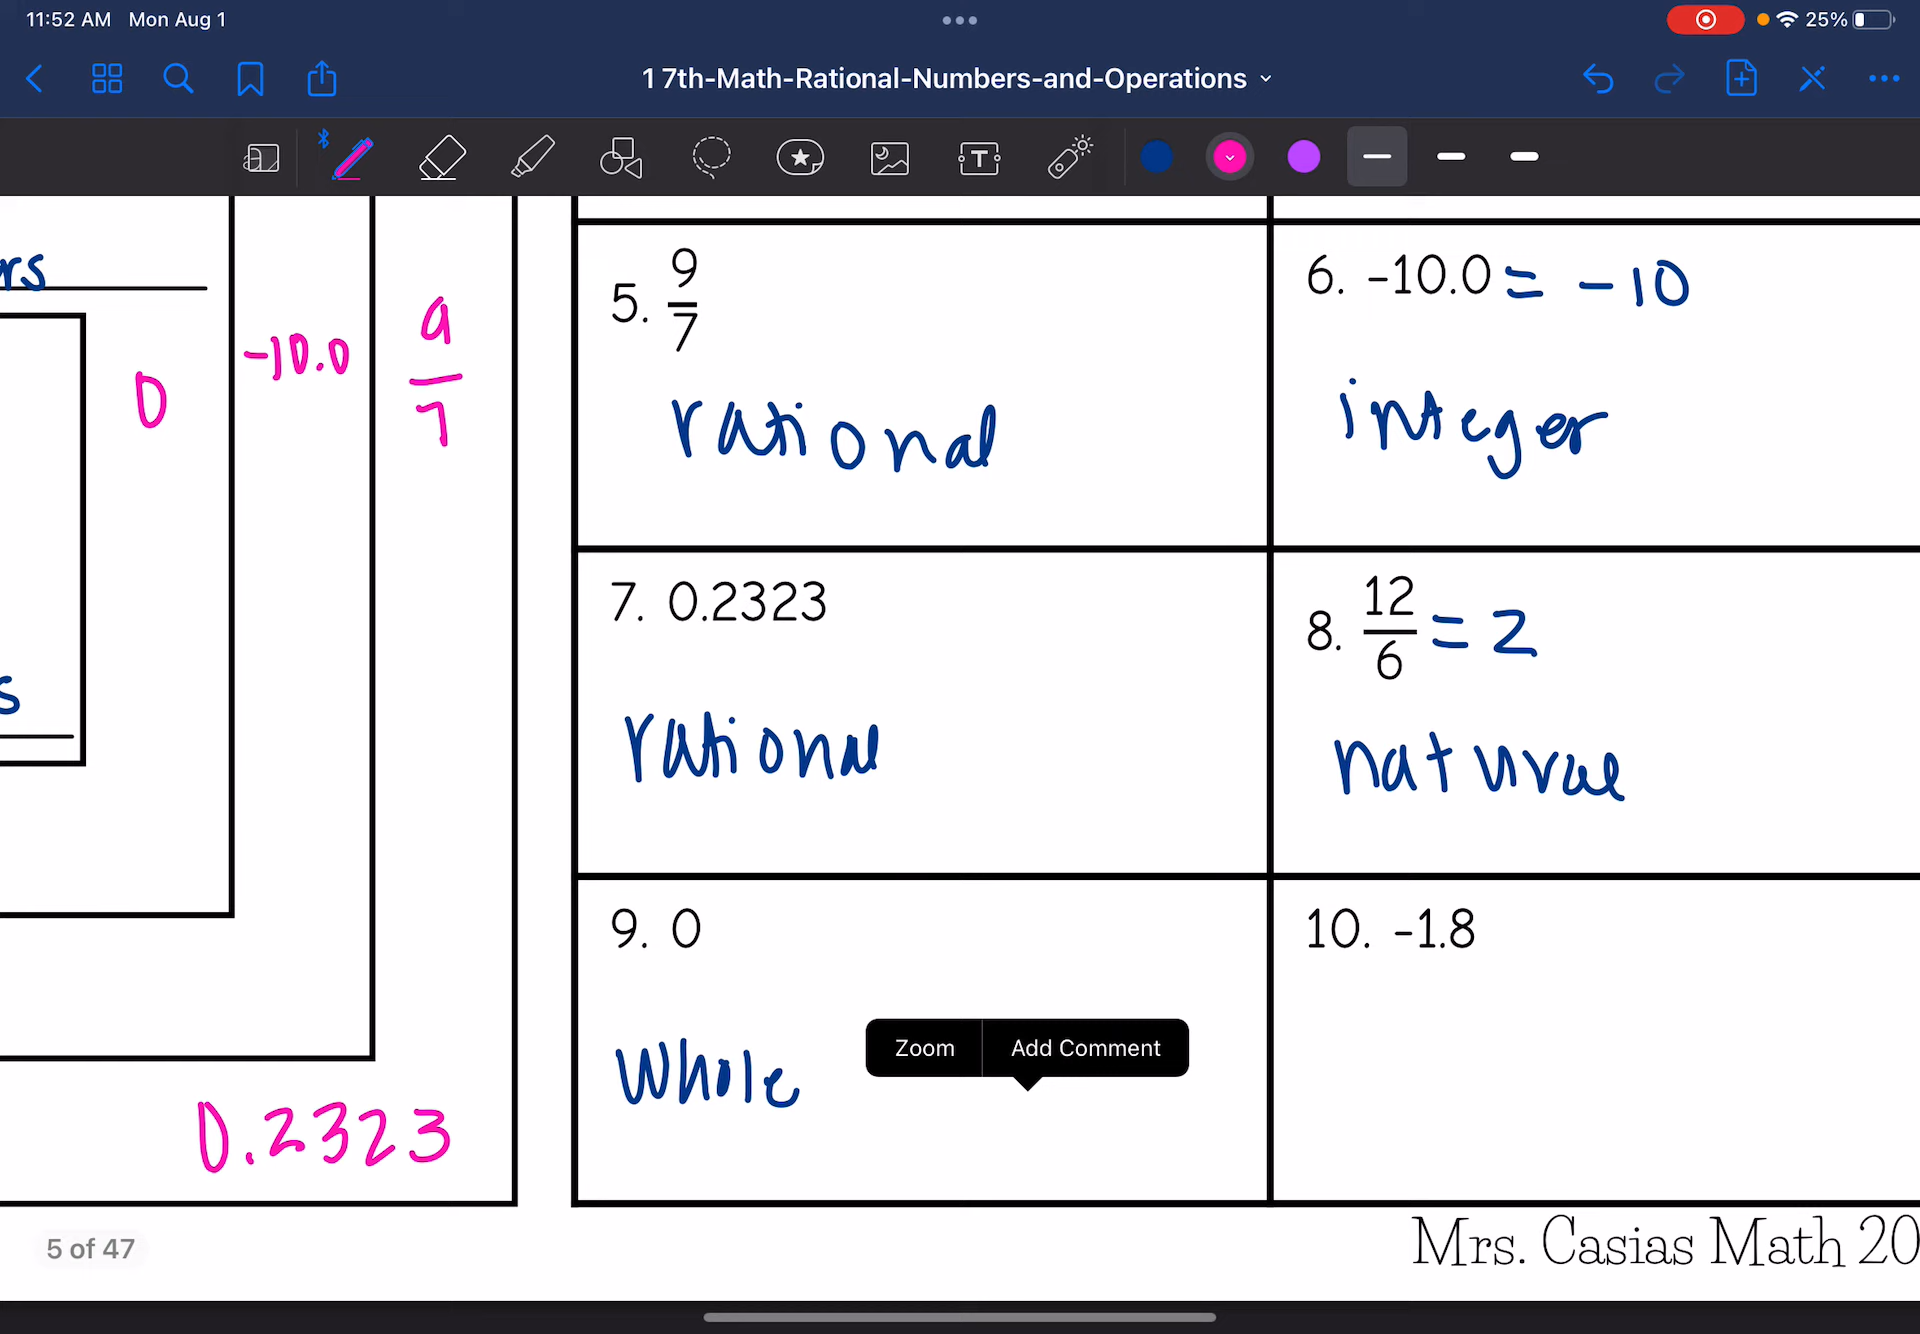 11:52 AM Mon Aug 1
25%
1 7th-Math-Rational-Numbers-and-Operations
a
T
rs
s
0
-10.0
9
7
0.2323
5. 9/7
rational
6. -10.0 = -10
integer
7. 0.2323
rational
8. 12/6 = 2
natural
9. 0
Whole
Zoom
Add Comment
10. -1.8
5 of 47
Mrs. Casias Math 20